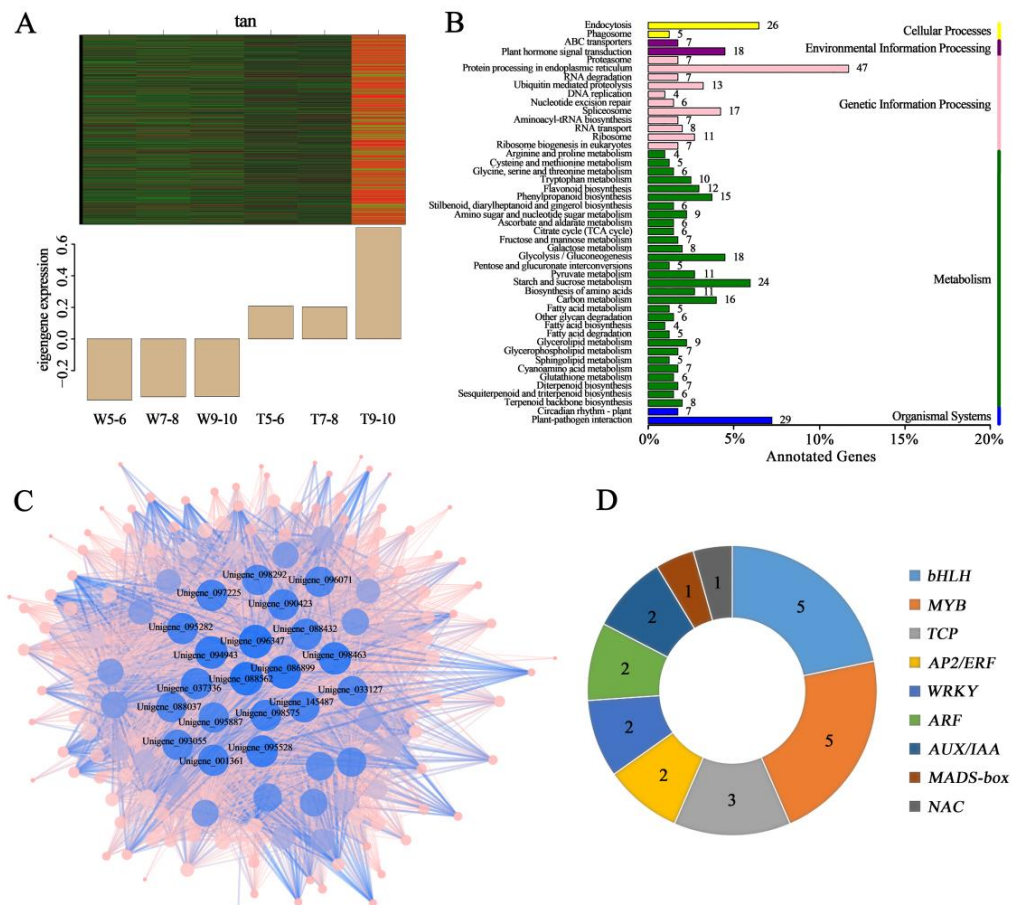 A
tan
eigengene expression
0.6
0.4
0.2
0.0
−0.2
W5-6
W7-8
W9-10
T5-6
T7-8
T9-10
B
Endocytosis 26
Phagosome 5
ABC transporters 7
Plant hormone signal transduction 18
Proteasome 7
Protein processing in endoplasmic reticulum 47
RNA degradation 7
Ubiquitin mediated proteolysis 13
DNA replication 4
Nucleotide excision repair 6
Spliceosome 17
Aminoacyl-tRNA biosynthesis 7
RNA transport 8
Ribosome 11
Ribosome biogenesis in eukaryotes 7
Arginine and proline metabolism 4
Cysteine and methionine metabolism 5
Glycine, serine and threonine metabolism 6
Tryptophan metabolism 10
Flavonoid biosynthesis 12
Phenylpropanoid biosynthesis 15
Stilbenoid, diarylheptanoid and gingerol biosynthesis 6
Amino sugar and nucleotide sugar metabolism 9
Ascorbate and aldarate metabolism 6
Citrate cycle (TCA cycle) 6
Fructose and mannose metabolism 7
Galactose metabolism 8
Glycolysis / Gluconeogenesis 18
Pentose and glucuronate interconversions 5
Pyruvate metabolism 11
Starch and sucrose metabolism 24
Biosynthesis of amino acids 11
Carbon metabolism 16
Fatty acid metabolism 5
Other glycan degradation 6
Fatty acid biosynthesis 4
Fatty acid degradation 5
Glycerolipid metabolism 9
Glycerophospholipid metabolism 7
Sphingolipid metabolism 5
Cyanoamino acid metabolism 7
Glutathione metabolism 6
Diterpenoid biosynthesis 7
Sesquiterpenoid and triterpenoid biosynthesis 6
Terpenoid backbone biosynthesis 8
Circadian rhythm - plant 7
Plant-pathogen interaction 29
Cellular Processes
Environmental Information Processing
Genetic Information Processing
Metabolism
Organismal Systems
0%
5%
10%
15%
20%
Annotated Genes
C
Unigene_098292
Unigene_096071
Unigene_097225
Unigene_090423
Unigene_095282
Unigene_088432
Unigene_096347
Unigene_094943
Unigene_098463
Unigene_086899
Unigene_088562
Unigene_037336
Unigene_033127
Unigene_145487
Unigene_088037
Unigene_098575
Unigene_095887
Unigene_093055
Unigene_095528
Unigene_001361
D
5
5
3
2
2
2
2
1
1
bHLH
MYB
TCP
AP2/ERF
WRKY
ARF
AUX/IAA
MADS-box
NAC